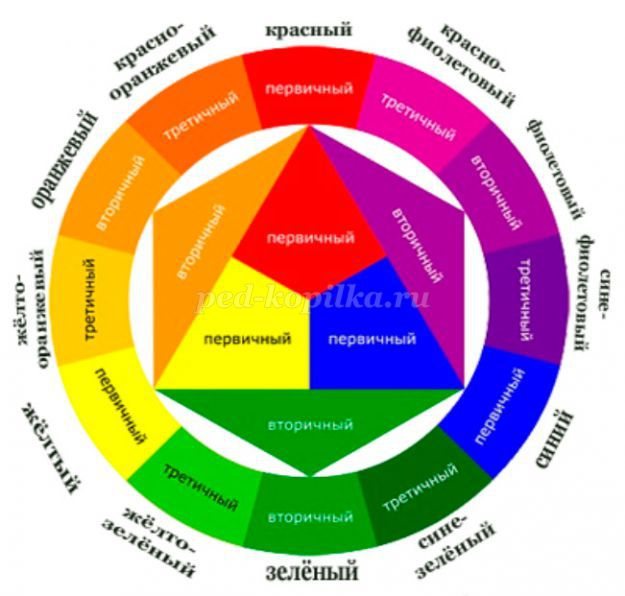 красный
красно-
фиолетовый
фиолетовый
сине-
фиолетовый
синий
сине-
зелёный
зелёный
жёлто-
зелёный
жёлтый
жёлто-
оранжевый
оранжевый
красно-
оранжевый
первичный
третичный
вторичный
третичный
первичный
третичный
вторичный
третичный
первичный
третичный
вторичный
третичный
вторичный
первичный
вторичный
ped-kopilka.ru
первичный
первичный
вторичный